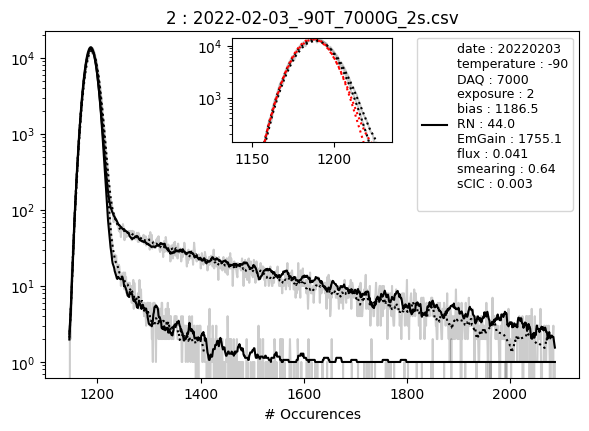 2 : 2022-02-03_-90T_7000G_2s.csv
10^4
10^3
10^2
10^1
10^0
10^4
10^3
1150 1200
date : 20220203
temperature : -90
DAQ : 7000
exposure : 2
bias : 1186.5
RN : 44.0
EmGain : 1755.1
flux : 0.041
smearing : 0.64
sCIC : 0.003
1200 1400 1600 1800 2000
# Occurences